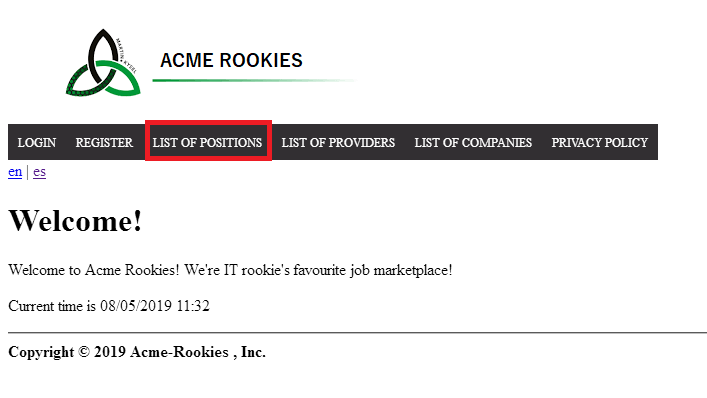 ACME ROOKIES
LOGIN REGISTER LIST OF POSITIONS LIST OF PROVIDERS LIST OF COMPANIES PRIVACY POLICY
en | es
Welcome!
Welcome to Acme Rookies! We're IT rookie's favourite job marketplace!
Current time is 08/05/2019 11:32
Copyright © 2019 Acme-Rookies , Inc.